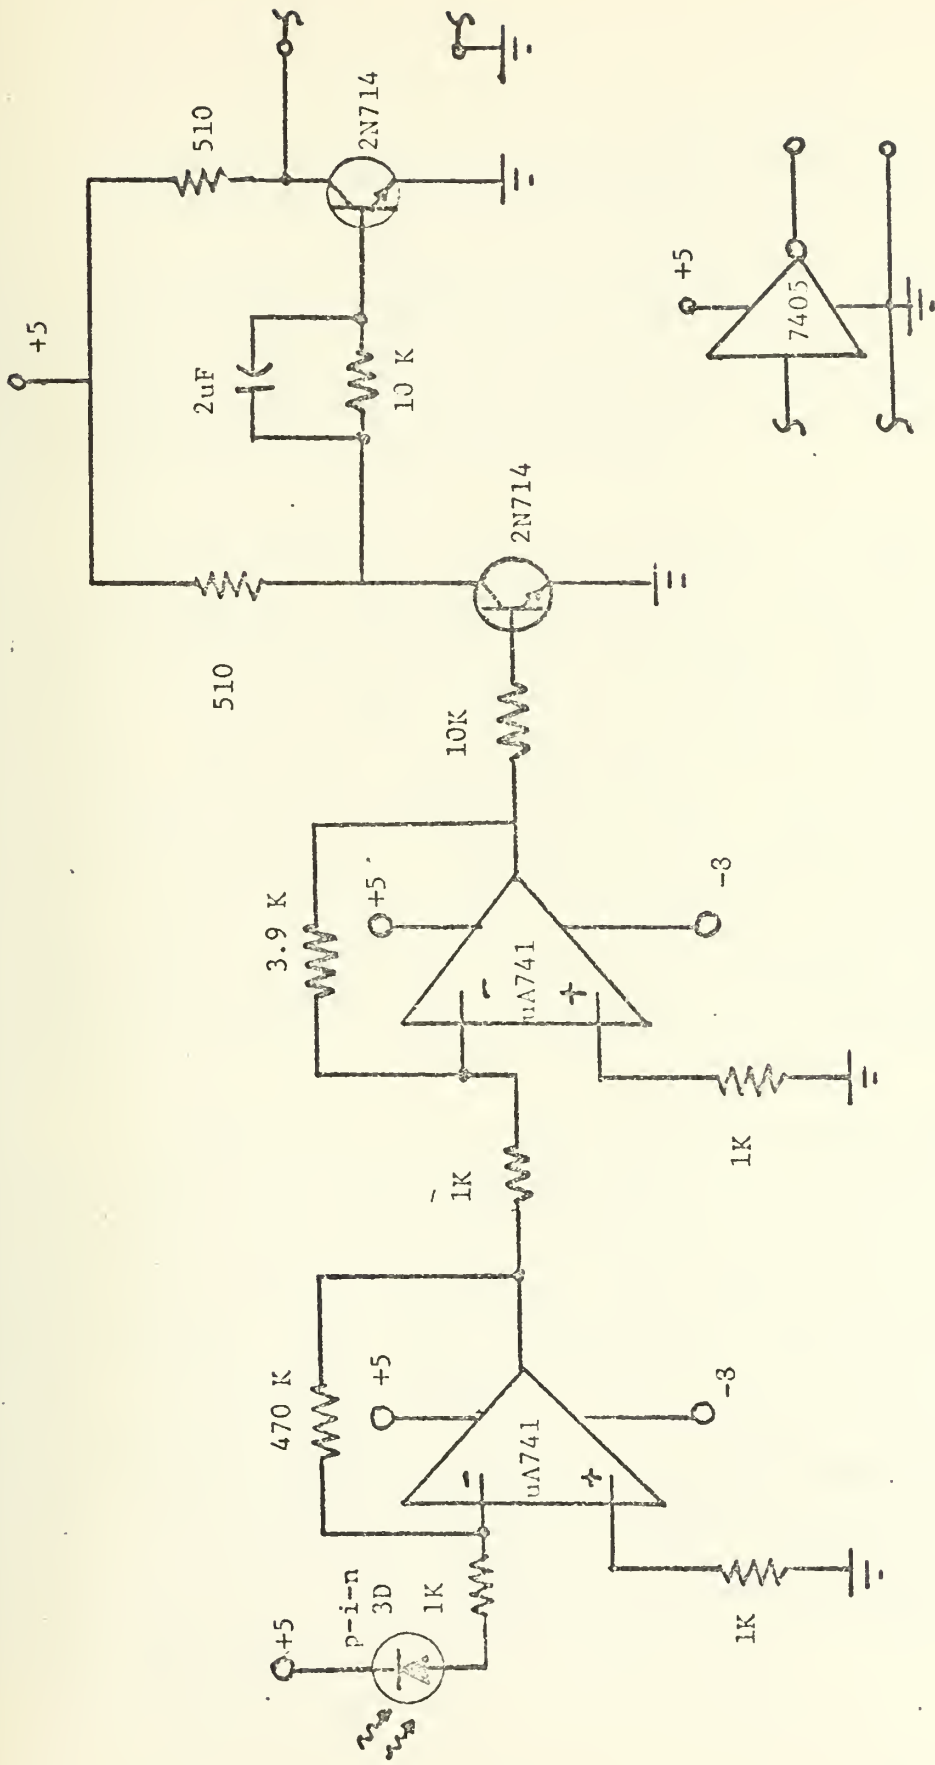 +5
510
510
2uF
10 K
2N714
2N714
10K
3.9 K
+5
-
uA741
+
-3
1K
1K
470 K
+5
-
uA741
+
-3
+5
p-i-n
3D
1K
1K
+5
7405